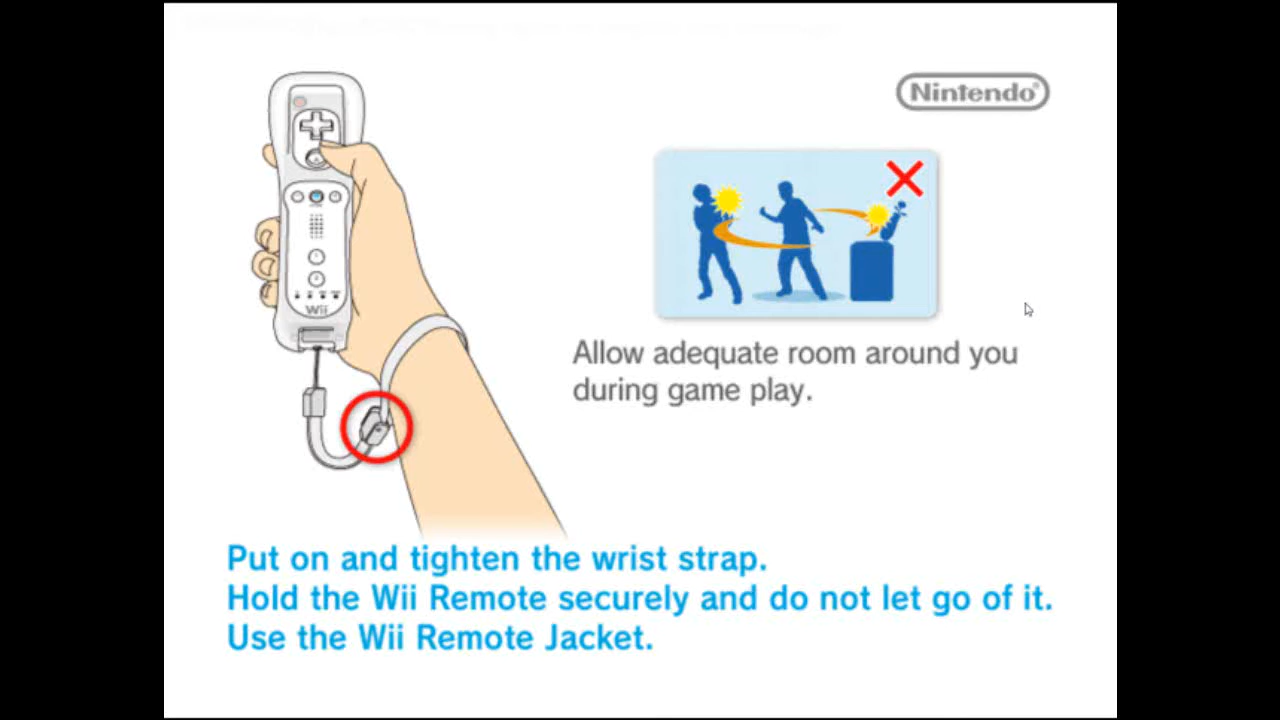 Nintendo®
Wii
Allow adequate room around you
during game play.
Put on and tighten the wrist strap.
Hold the Wii Remote securely and do not let go of it.
Use the Wii Remote Jacket.